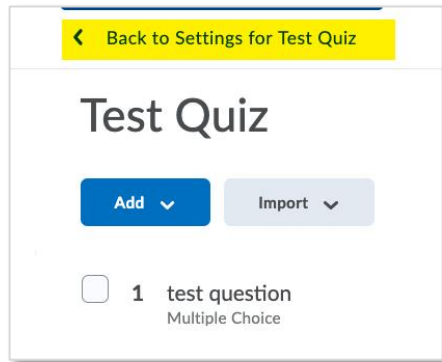 Back to Settings for Test Quiz
Test Quiz
Add
Import
1 test question
Multiple Choice